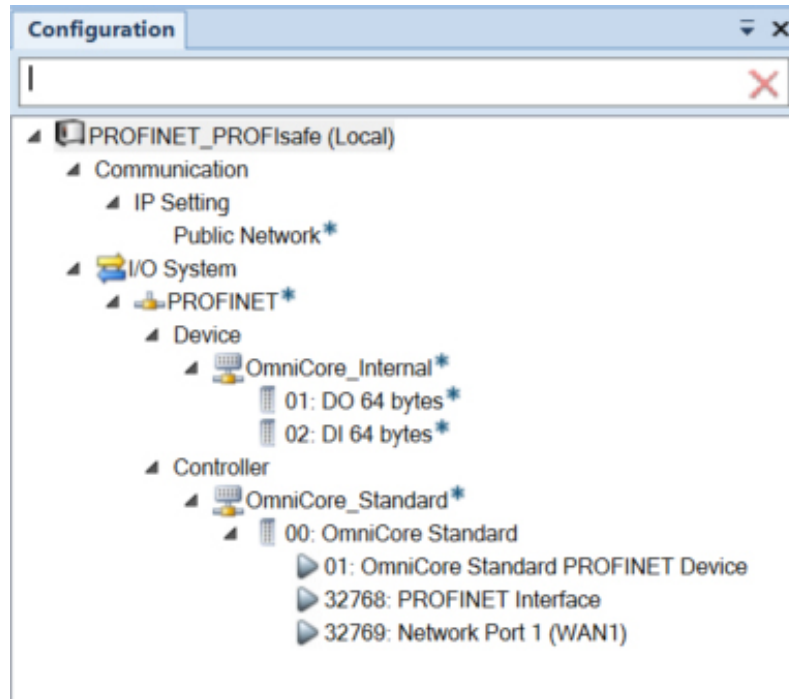 Configuration
PROFINET_PROFIsafe (Local)
Communication
IP Setting
Public Network*
I/O System
PROFINET*
Device
OmniCore_Internal*
01: DO 64 bytes*
02: DI 64 bytes*
Controller
OmniCore_Standard*
00: OmniCore Standard
01: OmniCore Standard PROFINET Device
32768: PROFINET Interface
32769: Network Port 1 (WAN1)